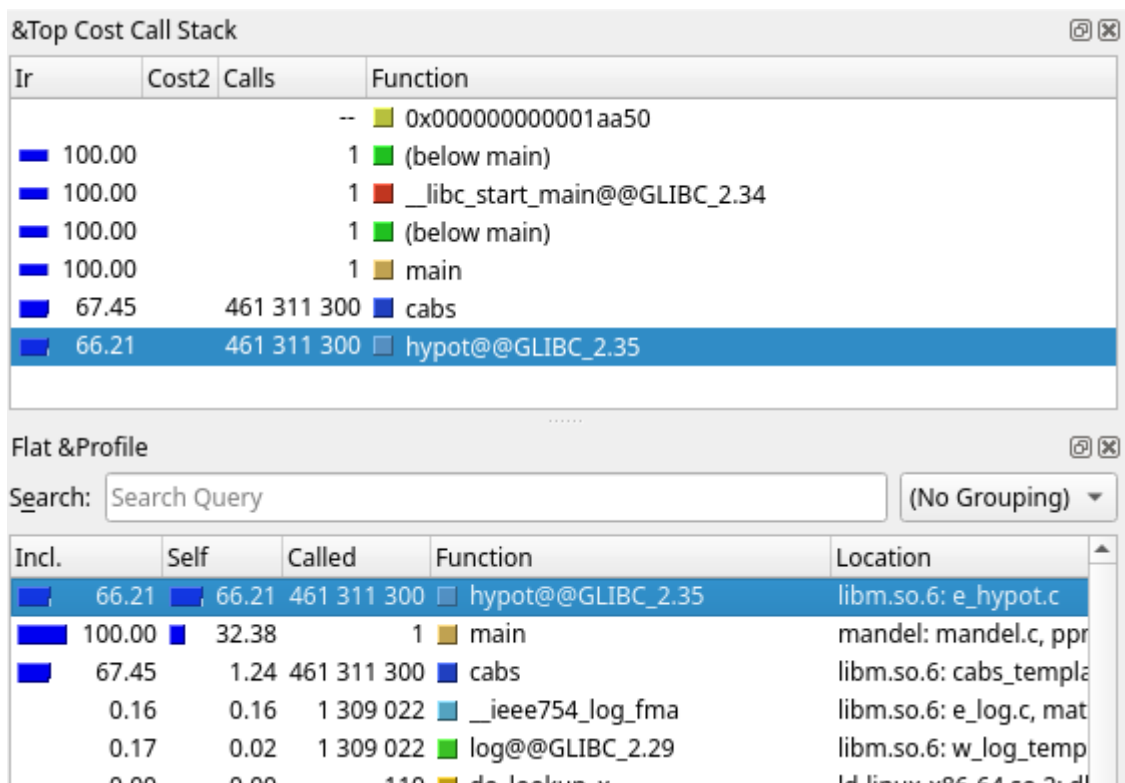 &Top Cost Call Stack
Ir Cost2 Calls Function
-- 0x000000000001aa50
100.00 1 (below main)
100.00 1 __libc_start_main@@GLIBC_2.34
100.00 1 (below main)
100.00 1 main
67.45 461 311 300 cabs
66.21 461 311 300 hypot@@GLIBC_2.35
Flat &Profile
Search: Search Query (No Grouping)
Incl. Self Called Function Location
66.21 66.21 461 311 300 hypot@@GLIBC_2.35 libm.so.6: e_hypot.c
100.00 32.38 1 main mandel: mandel.c, ppr
67.45 1.24 461 311 300 cabs libm.so.6: cabs_templa
0.16 0.16 1 309 022 __ieee754_log_fma libm.so.6: e_log.c, mat
0.17 0.02 1 309 022 log@@GLIBC_2.29 libm.so.6: w_log_temp